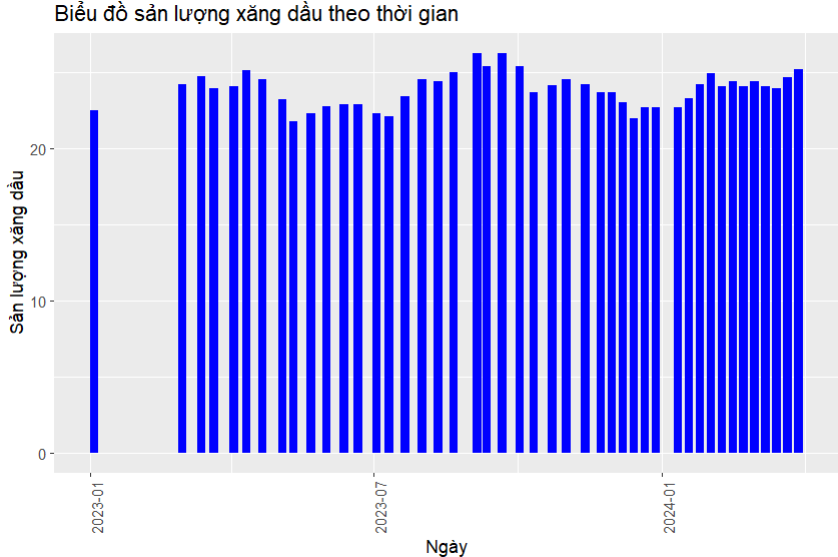 Biểu đồ sản lượng xăng dầu theo thời gian
Sản lượng xăng dầu
20
10
0
2023-01
2023-07
2024-01
Ngày